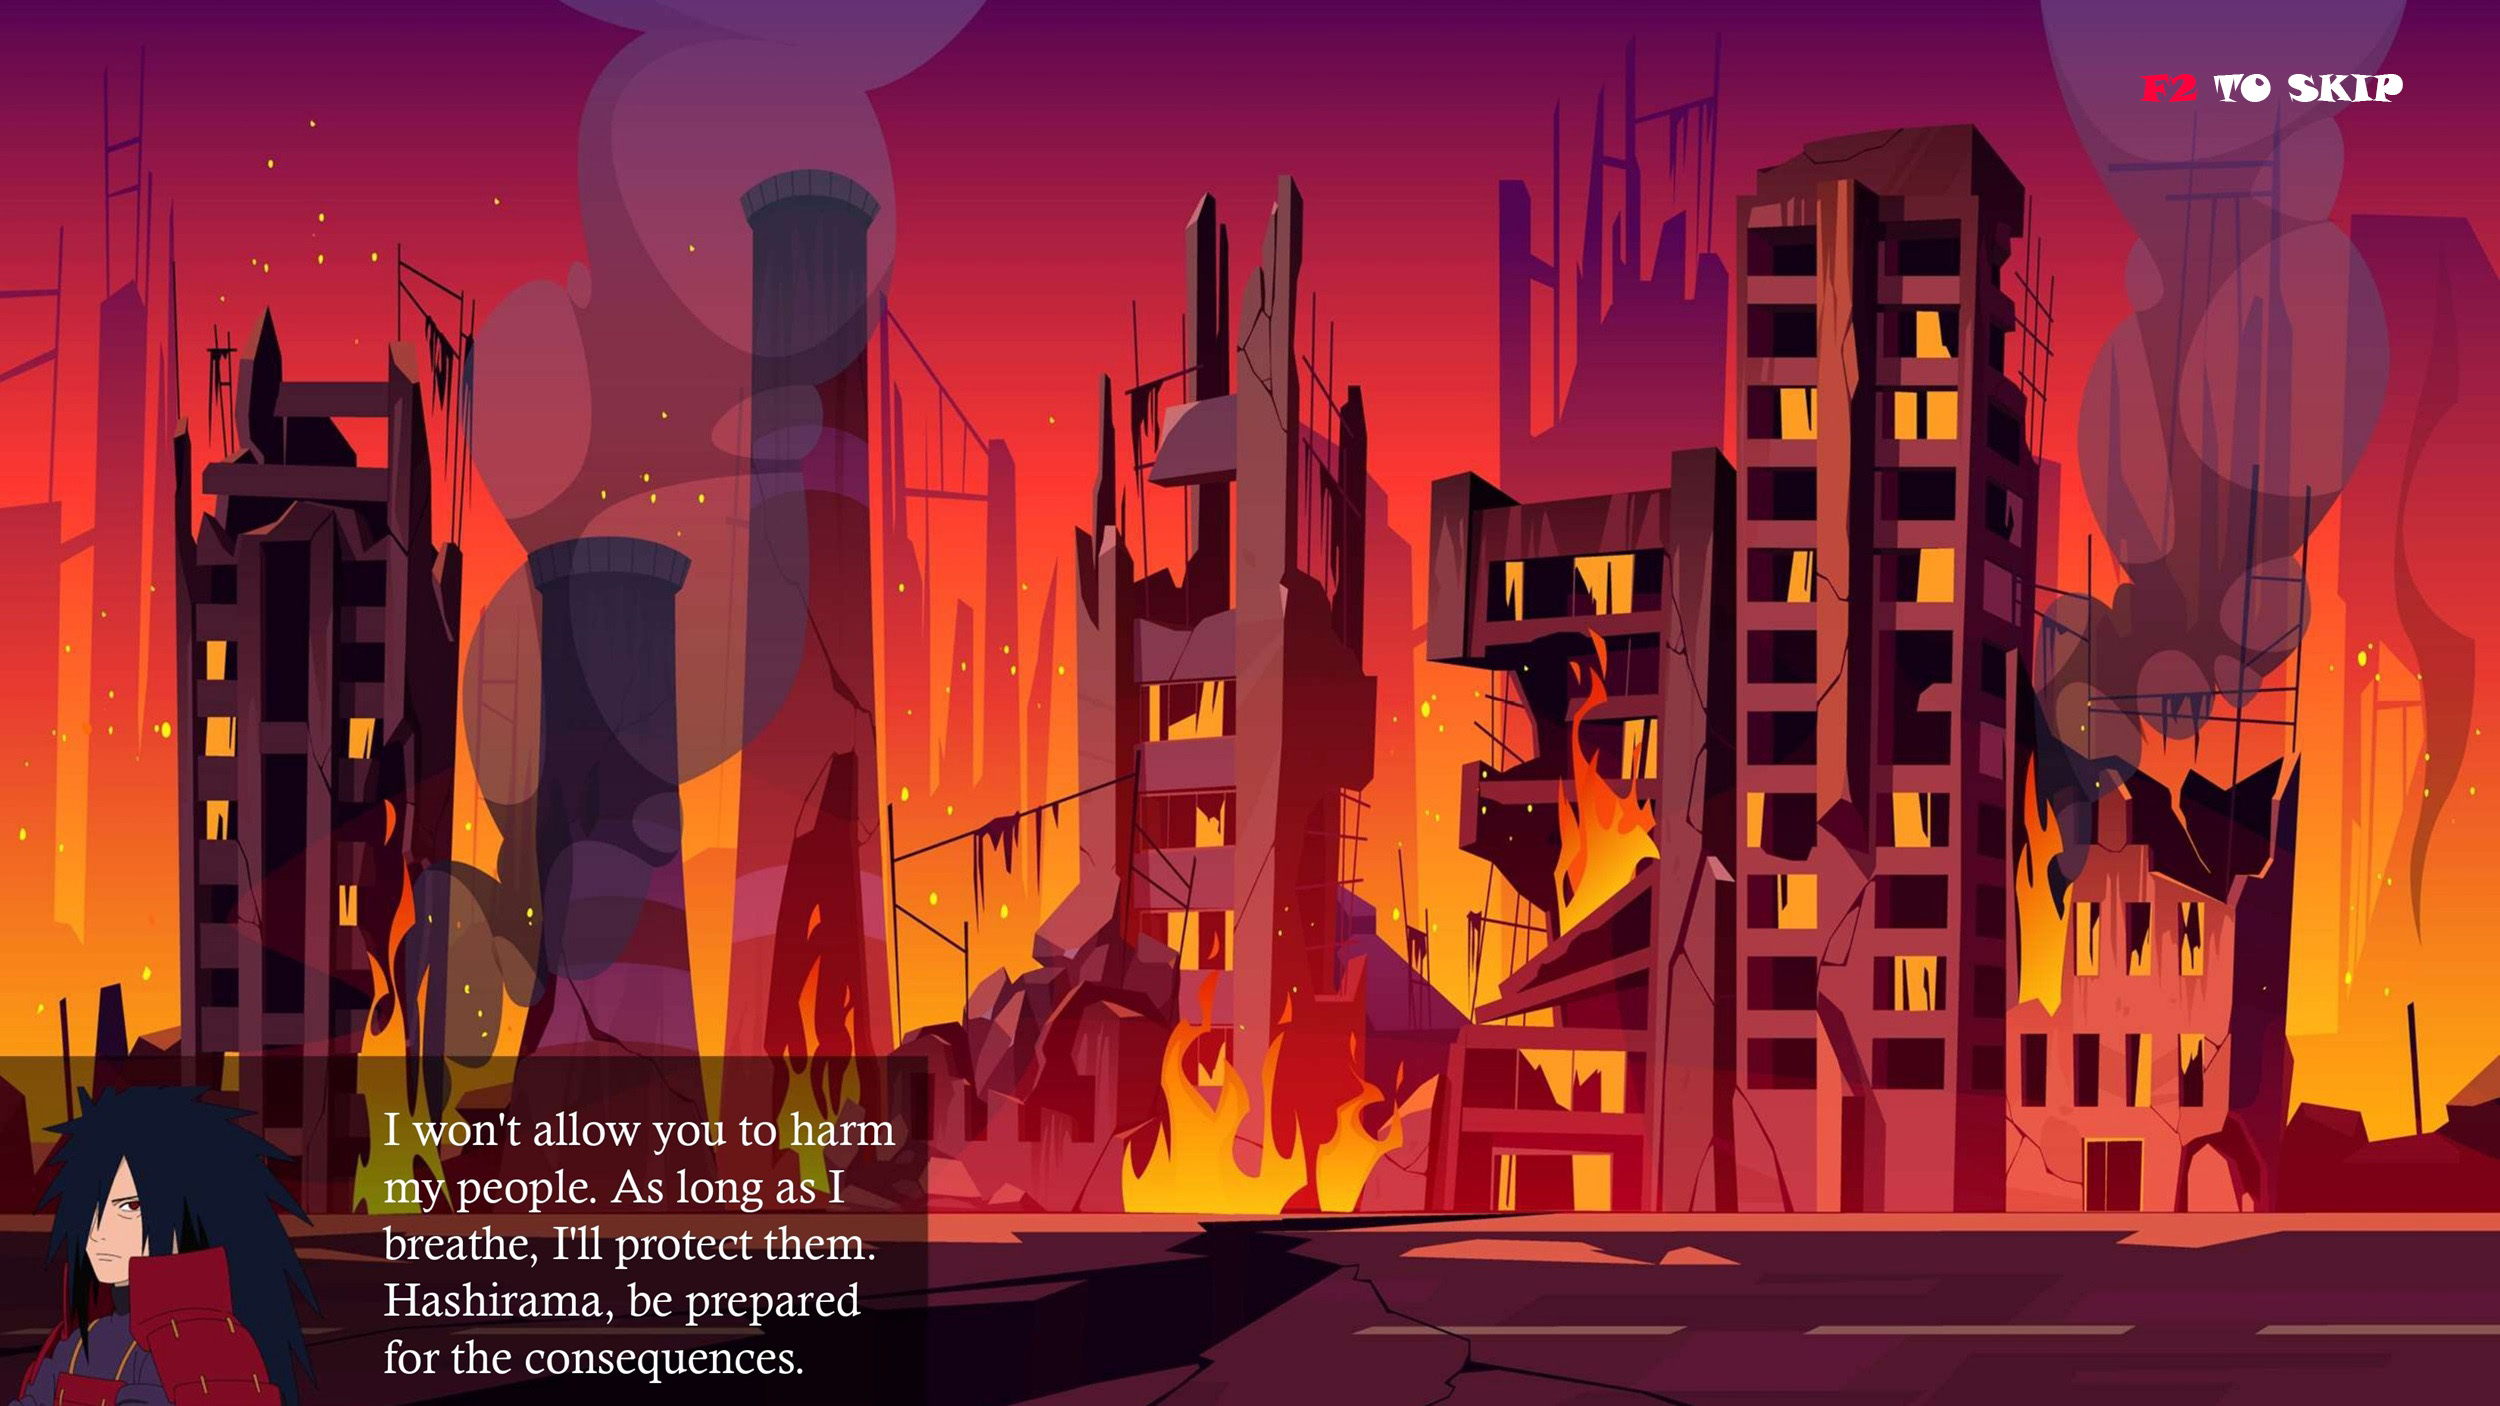 F2 TO SKIP
I won't allow you to harm
my people. As long as I
breathe, I'll protect them.
Hashirama, be prepared
for the consequences.